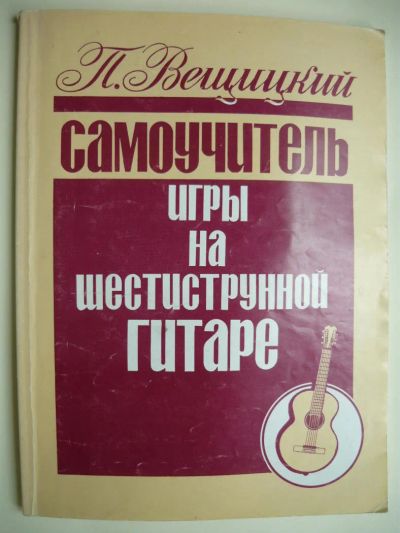 П. Вещицкий
САМОУЧИТЕЛЬ
ИГРЫ
НА
ШЕСТИСТРУННОЙ
ГИТАРЕ